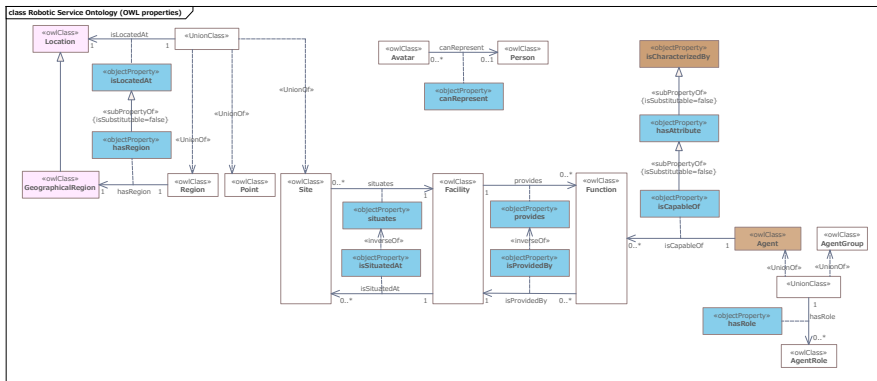 class Robotic Service Ontology (OWL properties)
«owlClass»
Location
1
isLocatedAt
1
«UnionClass»
«objectProperty»
isLocatedAt
«subPropertyOf»
{isSubstitutable=false}
«objectProperty»
hasRegion
«owlClass»
GeographicalRegion
1
hasRegion
1
«UnionOf»
«UnionOf»
«UnionOf»
«owlClass»
Region
«owlClass»
Point
«owlClass»
Avatar
canRepresent
0..*
0..1
«owlClass»
Person
«objectProperty»
canRepresent
«owlClass»
Site
0..*
situates
1
«objectProperty»
situates
«inverseOf»
«objectProperty»
isSituatedAt
isSituatedAt
0..*
1
«owlClass»
Facility
1
provides
0..*
«objectProperty»
provides
«inverseOf»
«objectProperty»
isProvidedBy
1
isProvidedBy
0..*
«owlClass»
Function
«objectProperty»
isCharacterizedBy
«subPropertyOf»
{isSubstitutable=false}
«objectProperty»
hasAttribute
«subPropertyOf»
{isSubstitutable=false}
«objectProperty»
isCapableOf
0..*
isCapableOf
1
«owlClass»
Agent
«owlClass»
AgentGroup
«UnionOf»
«UnionOf»
«UnionClass»
1
hasRole
«objectProperty»
hasRole
0..*
«owlClass»
AgentRole